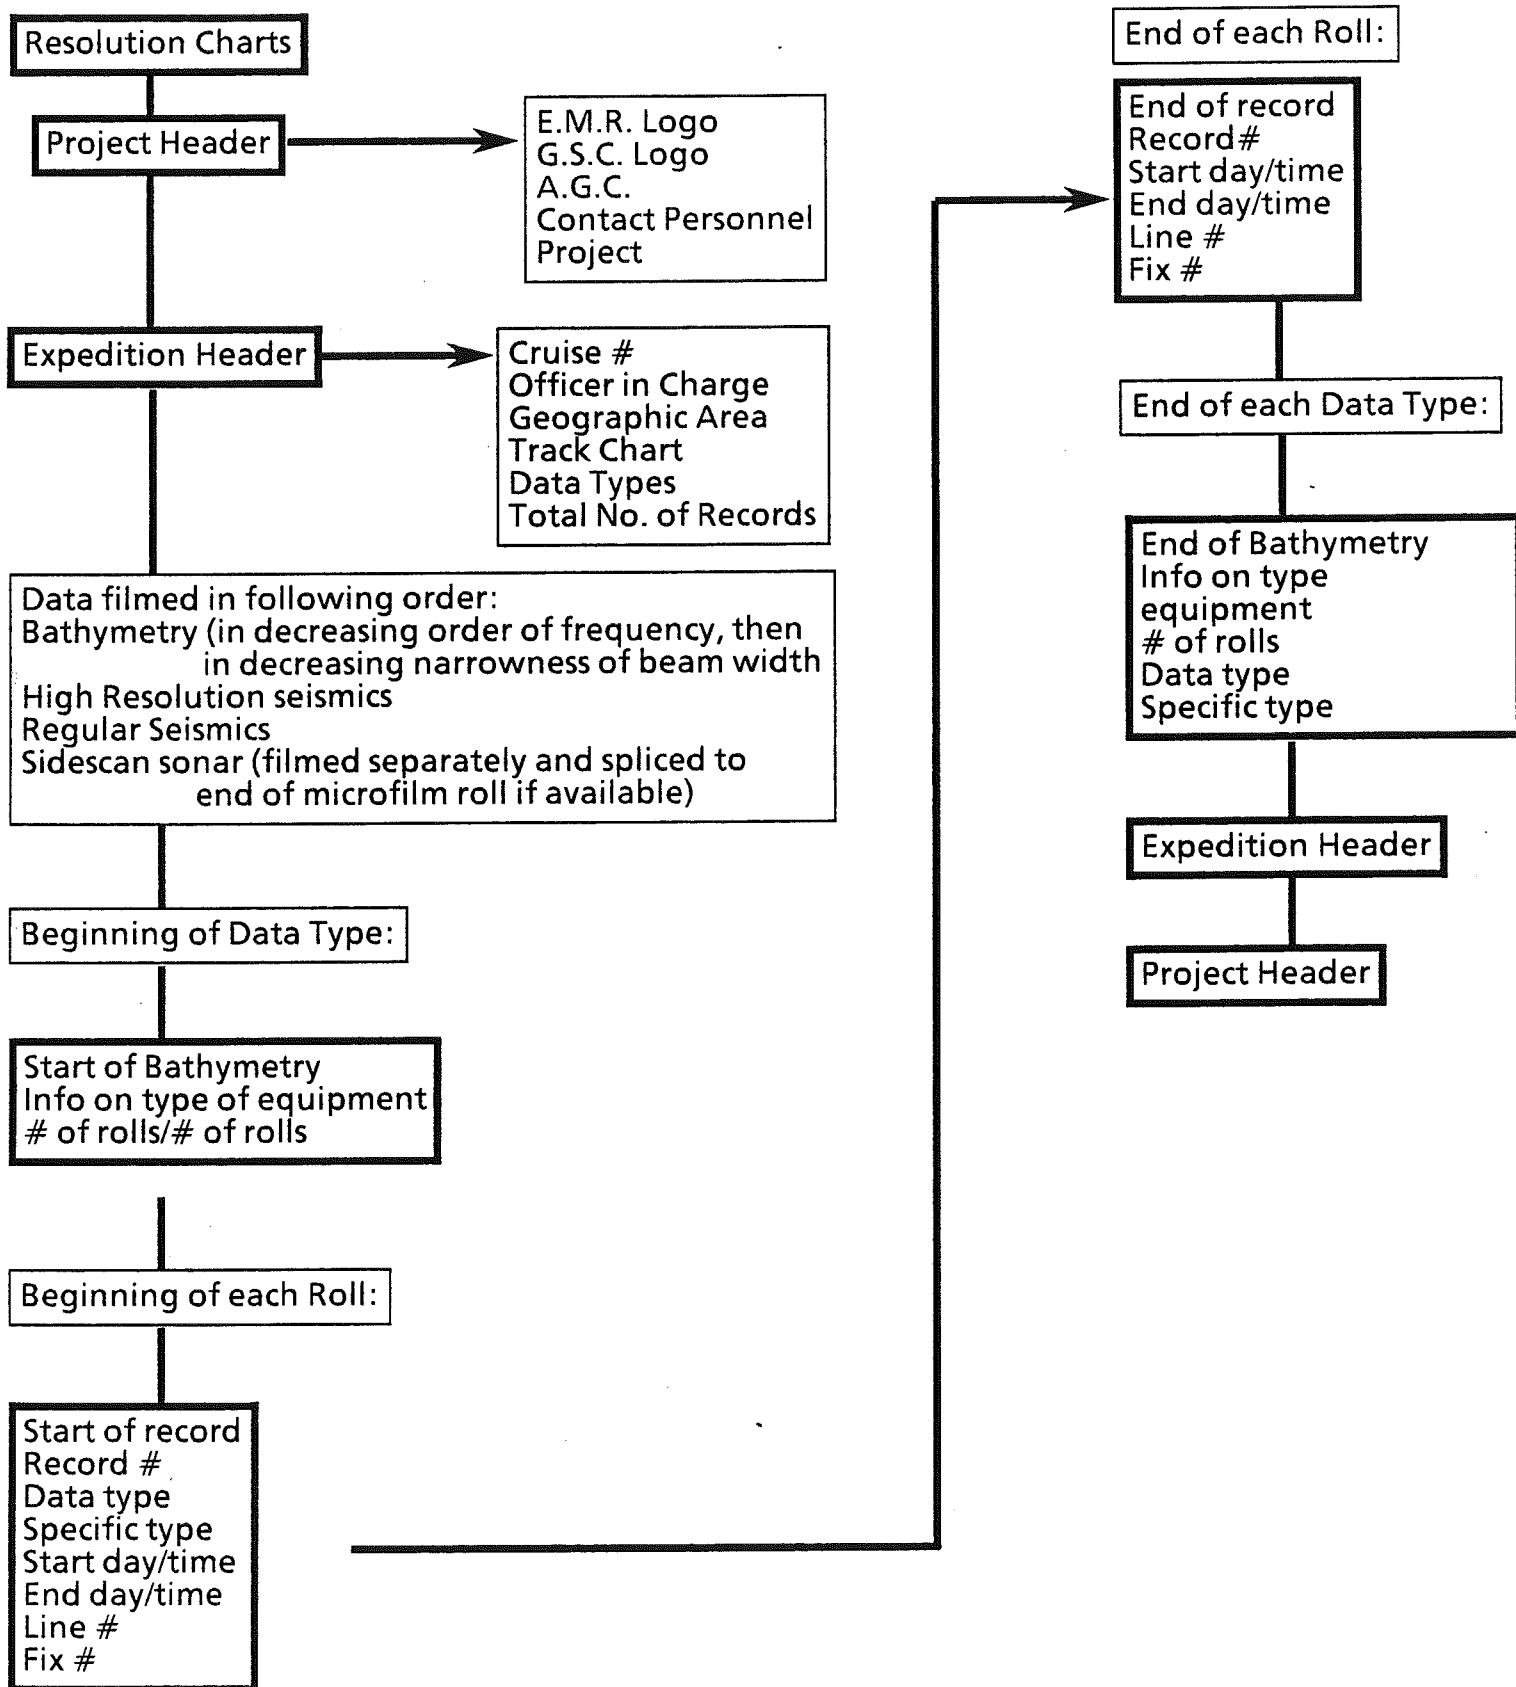 Resolution Charts
Project Header
E.M.R. Logo
G.S.C. Logo
A.G.C.
Contact Personnel
Project
Expedition Header
Cruise #
Officer in Charge
Geographic Area
Track Chart
Data Types
Total No. of Records
Data filmed in following order:
Bathymetry (in decreasing order of frequency, then
in decreasing narrowness of beam width
High Resolution seismics
Regular Seismics
Sidescan sonar (filmed separately and spliced to
end of microfilm roll if available)
Beginning of Data Type:
Start of Bathymetry
Info on type of equipment
# of rolls/# of rolls
Beginning of each Roll:
Start of record
Record #
Data type
Specific type
Start day/time
End day/time
Line #
Fix #
End of each Roll:
End of record
Record#
Start day/time
End day/time
Line #
Fix #
End of each Data Type:
End of Bathymetry
Info on type
equipment
# of rolls
Data type
Specific type
Expedition Header
Project Header